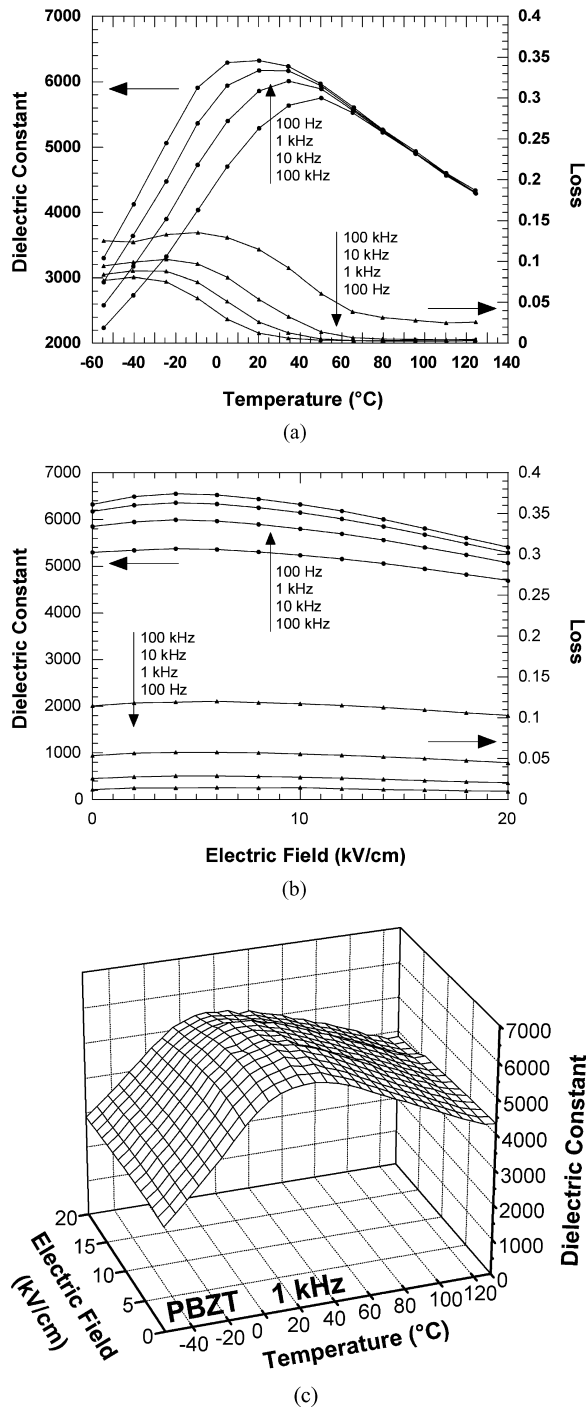 7000
6000
5000
4000
3000
2000
Dielectric Constant
0.4
0.35
0.3
0.25
0.2
0.15
0.1
0.05
0
Loss
100 Hz
1 kHz
10 kHz
100 kHz
100 kHz
10 kHz
1 kHz
100 Hz
-60 -40 -20 0 20 40 60 80 100 120 140
Temperature (°C)
(a)
7000
6000
5000
4000
3000
2000
1000
0
Dielectric Constant
0.4
0.35
0.3
0.25
0.2
0.15
0.1
0.05
0
Loss
100 Hz
1 kHz
10 kHz
100 kHz
100 kHz
10 kHz
1 kHz
100 Hz
0 10 20
Electric Field (kV/cm)
(b)
7000
6000
5000
4000
3000
2000
1000
0
Dielectric Constant
20
15
10
5
0
Electric Field
(kV/cm)
PBZT 1 kHz
-40 -20 0 20 40 60 80 100 120
Temperature (°C)
(c)